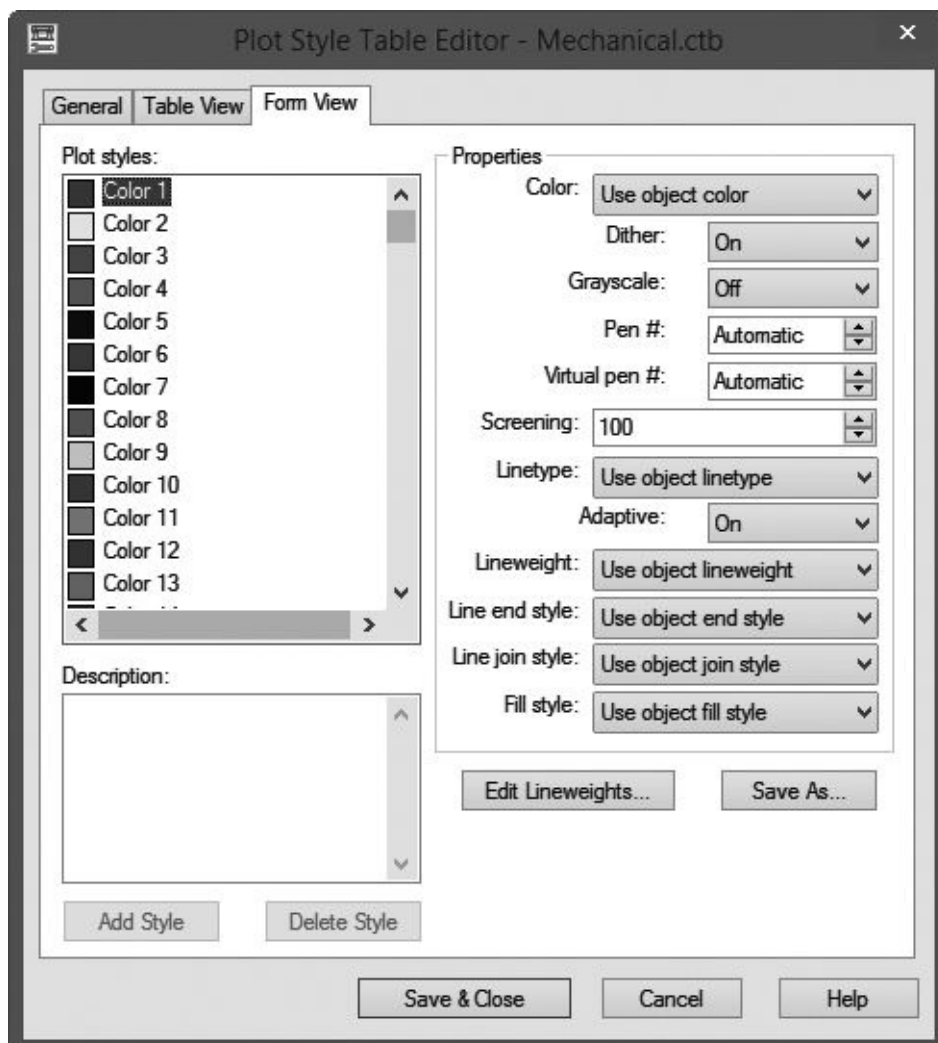 Plot Style Table Editor - Mechanical.ctb
General Table View Form View
Plot styles:
Color 1
Color 2
Color 3
Color 4
Color 5
Color 6
Color 7
Color 8
Color 9
Color 10
Color 11
Color 12
Color 13
Description:
Add Style Delete Style
Properties
Color: Use object color
Dither: On
Grayscale: Off
Pen #: Automatic
Virtual pen #: Automatic
Screening: 100
Linetype: Use object linetype
Adaptive: On
Lineweight: Use object lineweight
Line end style: Use object end style
Line join style: Use object join style
Fill style: Use object fill style
Edit Lineweights... Save As...
Save & Close Cancel Help